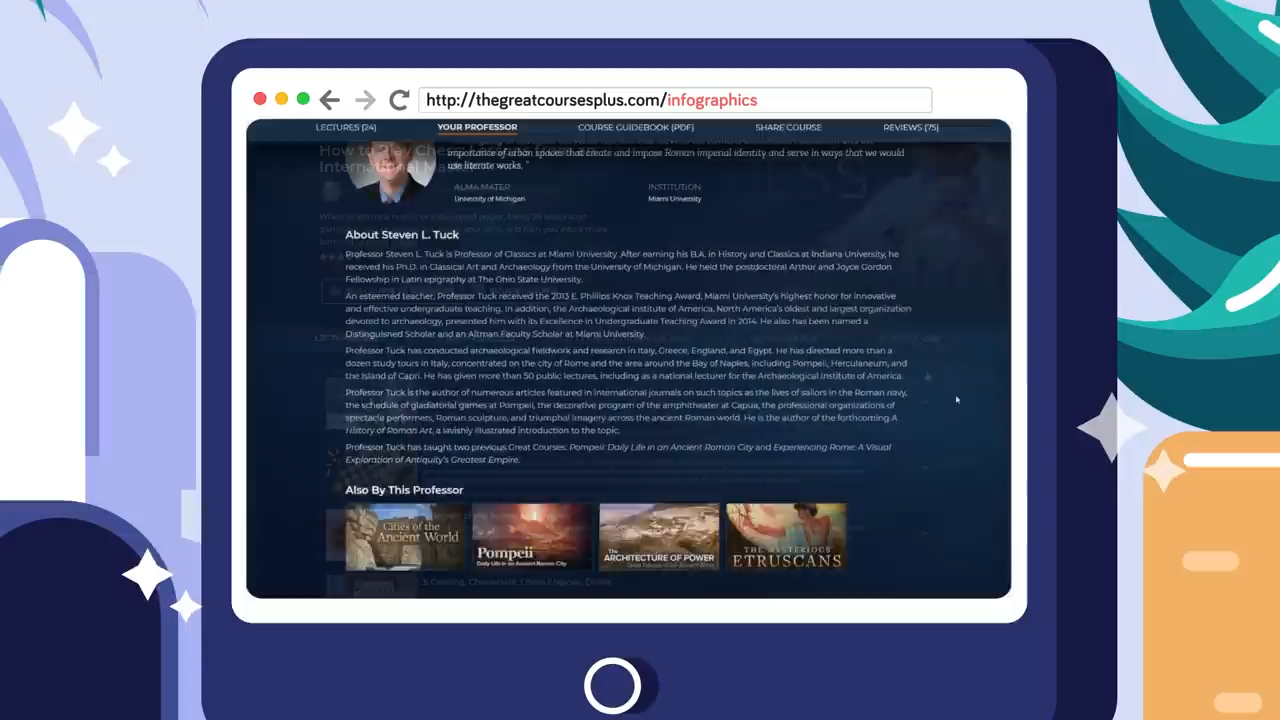 http://thegreatcoursesplus.com/infographics
LECTURES (24) YOUR PROFESSOR COURSE GUIDEBOOK (PDF) SHARE COURSE REVIEWS (75)
How to Play Chess
International Ma
importance of urban spaces that create and impose Roman imperial identity and serve in ways that we would
use literate works. "
ALMA MATER INSTITUTION
University of Michigan Miami University
About Steven L. Tuck
Professor Steven L. Tuck is Professor of Classics at Miami University. After earning his B.A. in History and Classics at Indiana University, he
received his Ph.D. in Classical Art and Archaeology from the University of Michigan. He held the postdoctoral Arthur and Joyce Gordon
Fellowship in Latin epigraphy at The Ohio State University.
An esteemed teacher, Professor Tuck received the 2013 E. Phillips Knox Teaching Award, Miami University's highest honor for innovative
and effective undergraduate teaching. In addition, the Archaeological Institute of America, North America's oldest and largest organization
devoted to archaeology, presented him with its Excellence in Undergraduate Teaching Award in 2014. He also has been named a
Distinguished Scholar and an Altman Faculty Scholar at Miami University.
Professor Tuck has conducted archaeological fieldwork and research in Italy, Greece, England, and Egypt. He has directed more than a
dozen study tours in Italy, concentrated on the city of Rome and the area around the Bay of Naples, including Pompeii, Herculaneum, and
the Island of Capri. He has given more than 50 public lectures, including as a national lecturer for the Archaeological Institute of America.
Professor Tuck is the author of numerous articles featured in international journals on such topics as the lives of sailors in the Roman navy,
the schedule of gladiatorial games at Pompeii, the decorative program of the amphitheater at Capua, the professional organizations of
spectacle performers, Roman sculpture, and triumphal imagery across the ancient Roman world. He is the author of the forthcoming A
History of Roman Art, a lavishly illustrated introduction to the topic.
Professor Tuck has taught two previous Great Courses: Pompeii: Daily Life in an Ancient Roman City and Experiencing Rome: A Visual
Exploration of Antiquity's Greatest Empire.
Also By This Professor
Cities of the
Ancient World
Pompeii
Daily Life in an Ancient Roman City
The
ARCHITECTURE OF POWER
THE MYSTERIOUS
ETRUSCANS